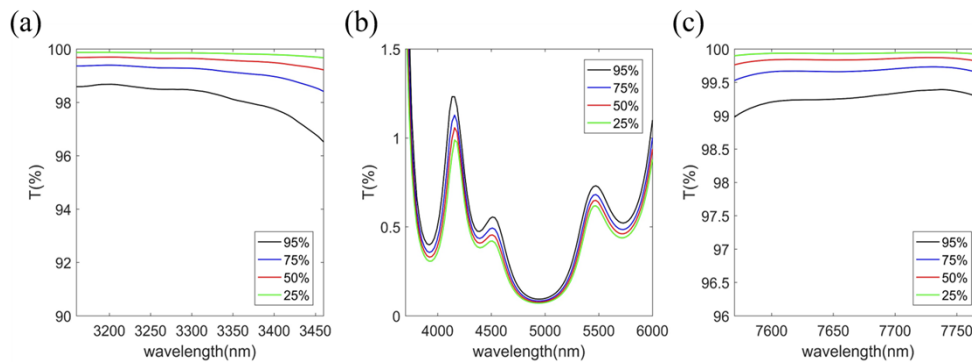 (a)
T(%)
100
98
96
94
92
90
3200 3250 3300 3350 3400 3450
wavelength(nm)
95%
75%
50%
25%
(b)
T(%)
1.5
1
0.5
0
4000 4500 5000 5500 6000
wavelength(nm)
95%
75%
50%
25%
(c)
T(%)
100
99.5
99
98.5
98
97.5
97
96.5
96
7600 7650 7700 7750
wavelength(nm)
95%
75%
50%
25%